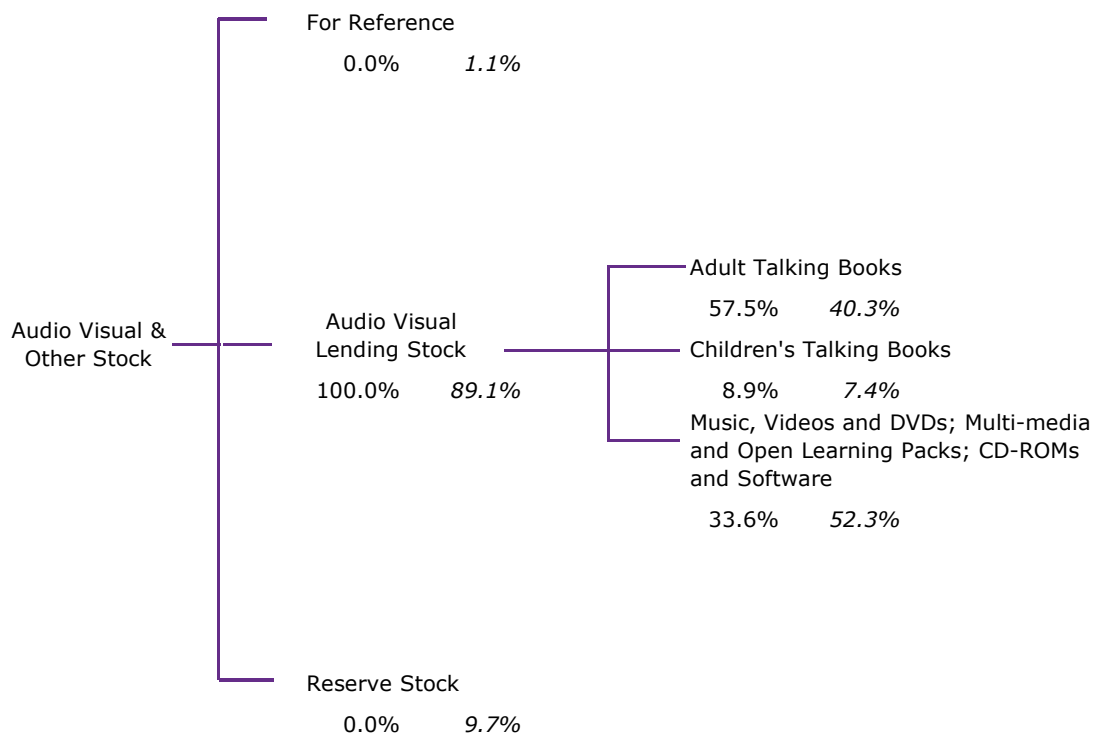 For Reference
0.0% 1.1%
Audio Visual &
Other Stock
Audio Visual
Lending Stock
100.0% 89.1%
Adult Talking Books
57.5% 40.3%
Children's Talking Books
8.9% 7.4%
Music, Videos and DVDs; Multi-media
and Open Learning Packs; CD-ROMs
and Software
33.6% 52.3%
Reserve Stock
0.0% 9.7%